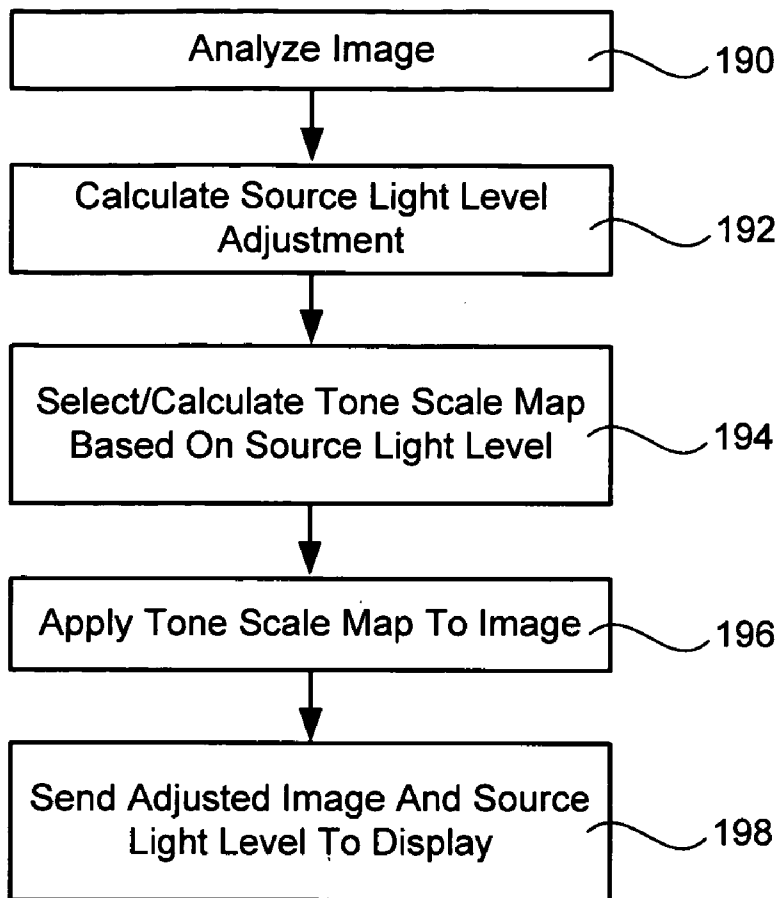 Analyze Image
190
Calculate Source Light Level
Adjustment
192
Select/Calculate Tone Scale Map
Based On Source Light Level
194
Apply Tone Scale Map To Image
196
Send Adjusted Image And Source
Light Level To Display
198